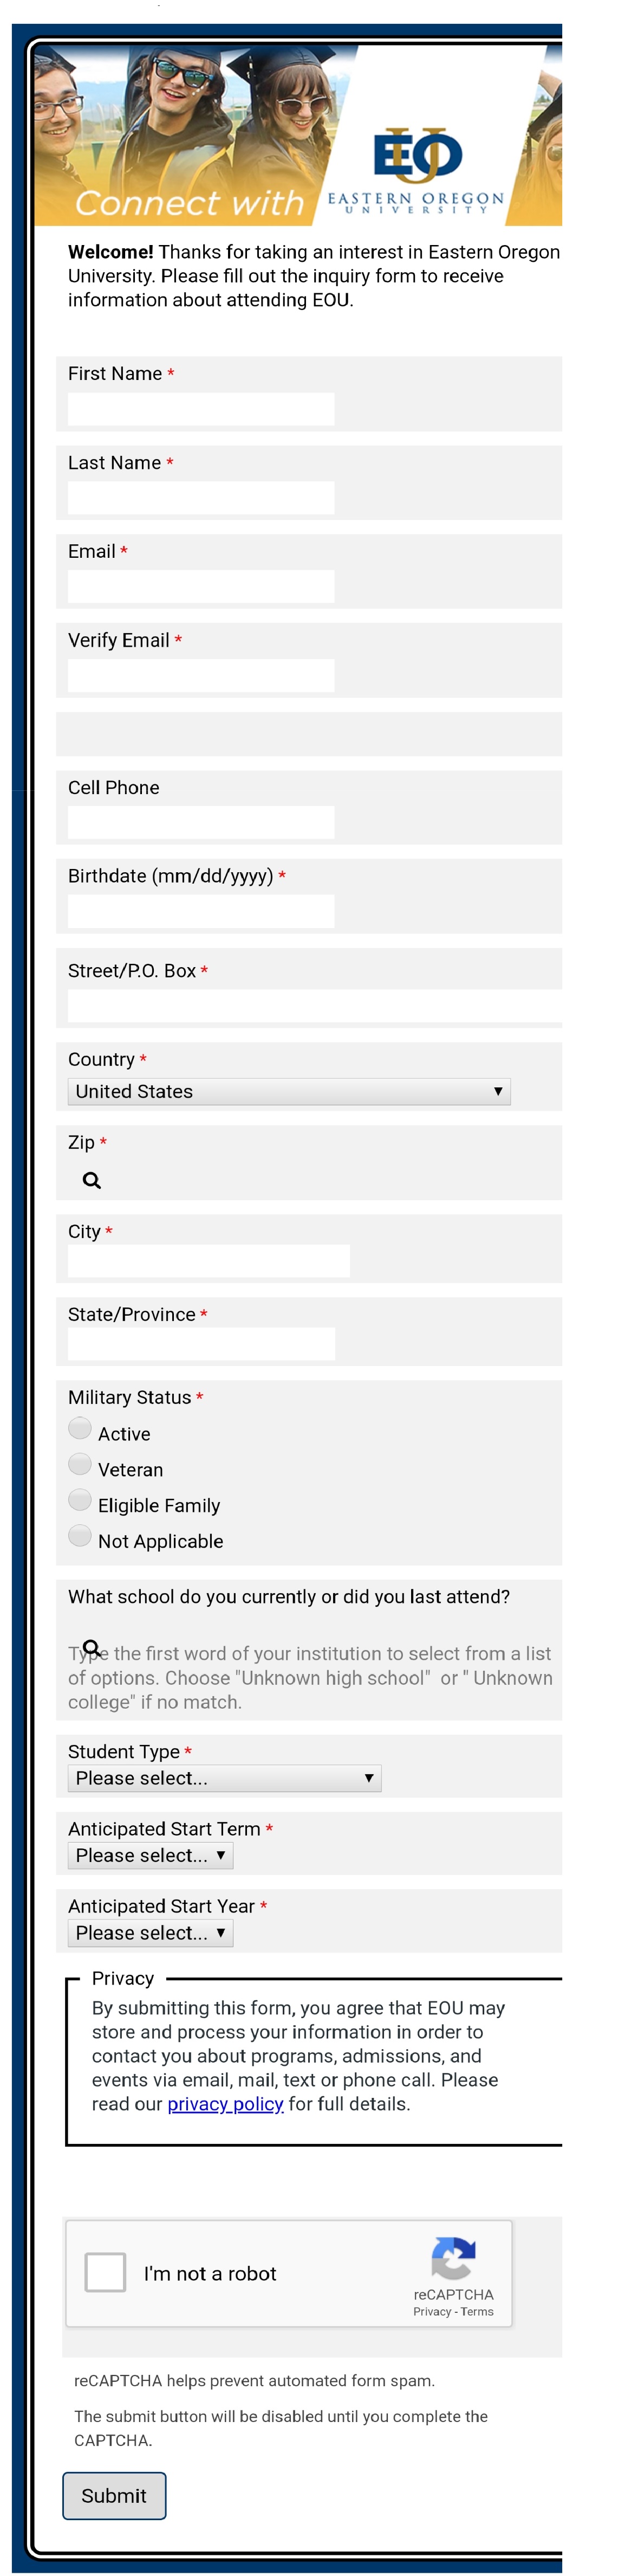 Connect with
EOU
EASTERN OREGON
UNIVERSITY
Welcome! Thanks for taking an interest in Eastern Oregon
University. Please fill out the inquiry form to receive
information about attending EOU.
First Name *
Last Name *
Email *
Verify Email *
Cell Phone
Birthdate (mm/dd/yyyy) *
Street/P.O. Box *
Country *
United States
Zip *
City *
State/Province *
Military Status *
Active
Veteran
Eligible Family
Not Applicable
What school do you currently or did you last attend?
Type the first word of your institution to select from a list
of options. Choose "Unknown high school"  or " Unknown
college" if no match.
Student Type *
Please select...
Anticipated Start Term *
Please select...
Anticipated Start Year *
Please select...
Privacy
By submitting this form, you agree that EOU may
store and process your information in order to
contact you about programs, admissions, and
events via email, mail, text or phone call. Please
read our privacy policy for full details.
I'm not a robot
reCAPTCHA
Privacy - Terms
reCAPTCHA helps prevent automated form spam.
The submit button will be disabled until you complete the
CAPTCHA.
Submit